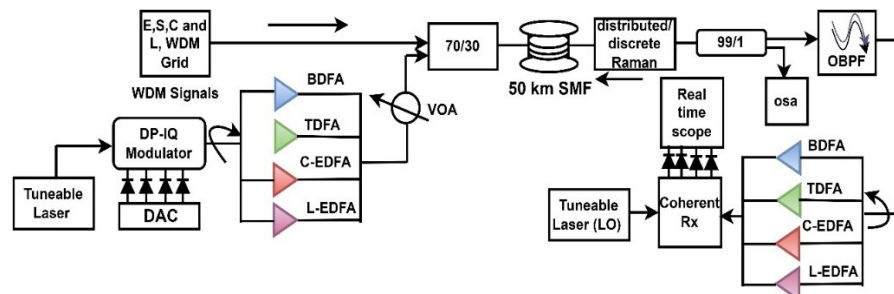 E,S,C and
L, WDM
Grid
WDM Signals
70/30
50 km SMF
distributed/
discrete
Raman
99/1
OBPF
osa
BDFA
TDFA
C-EDFA
L-EDFA
VOA
DP-IQ
Modulator
Tuneable
Laser
DAC
Real
time
scope
Tuneable
Laser (LO)
Coherent
Rx
BDFA
TDFA
C-EDFA
L-EDFA